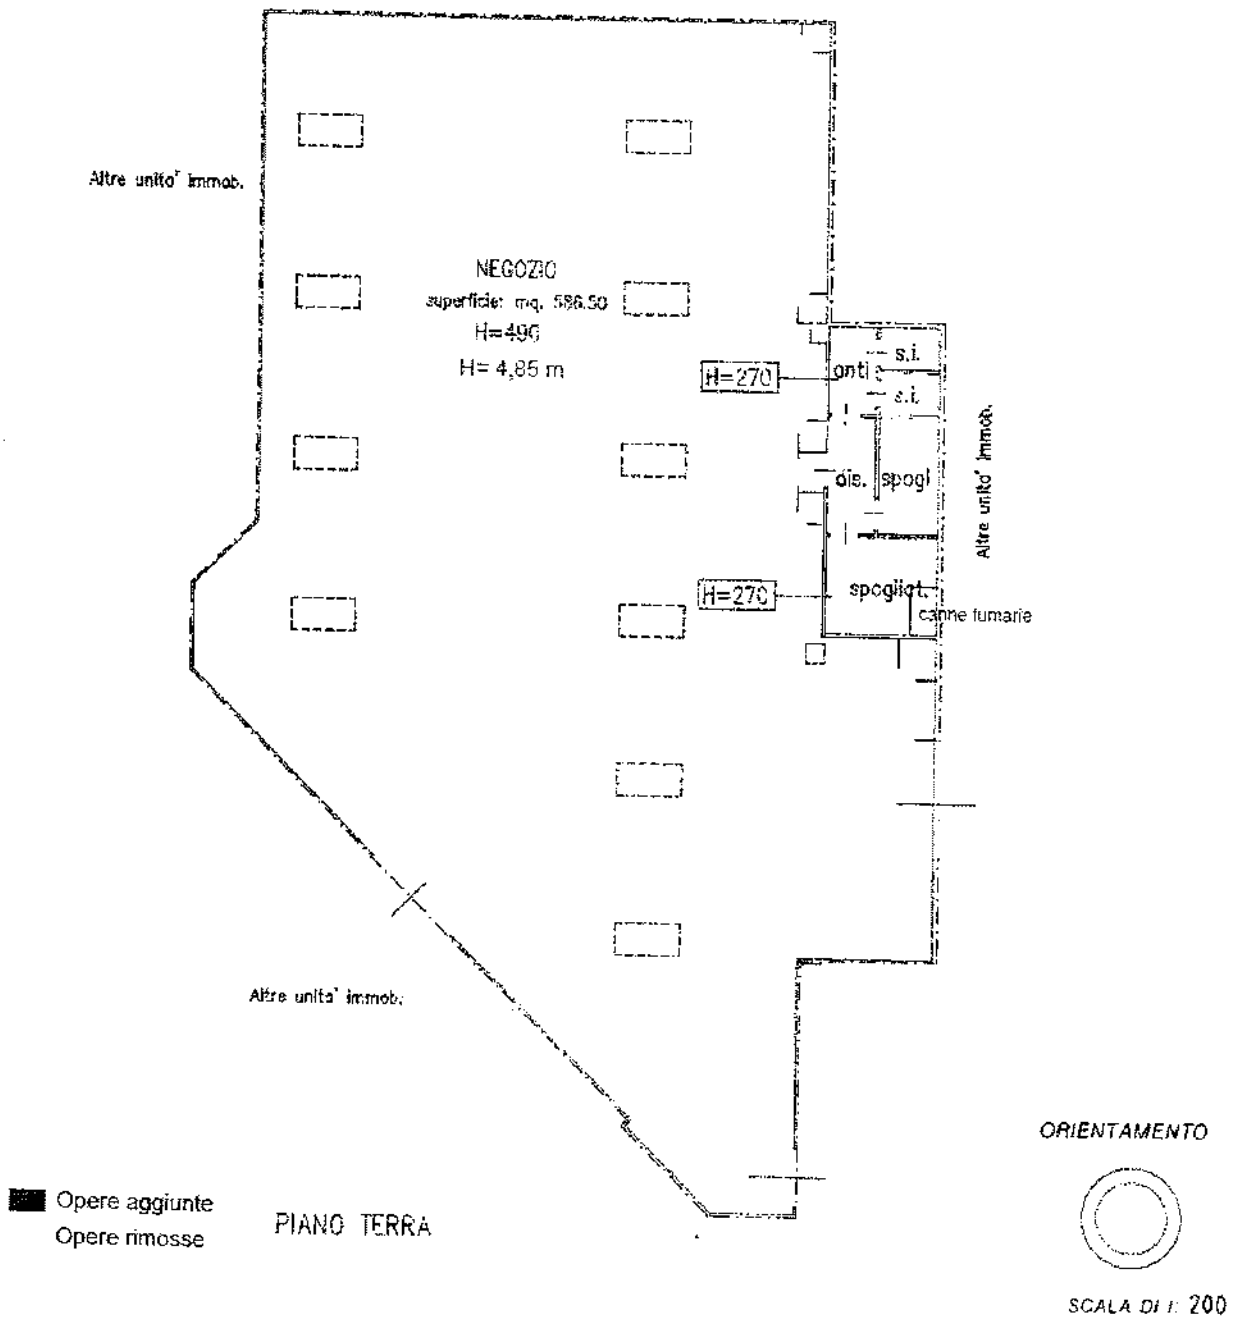 Altre unita' immob.
NEGOZIO
superficie: mq. 586.50
H=490
H= 4,85 m
H=270
anti
s.i.
s.i.
dis.
spogl
Altre unita' immob.
H=270
spogliat.
canne fumarie
Altre unita' immob.
ORIENTAMENTO
Opere aggiunte
Opere rimosse
PIANO TERRA
SCALA DI 1: 200